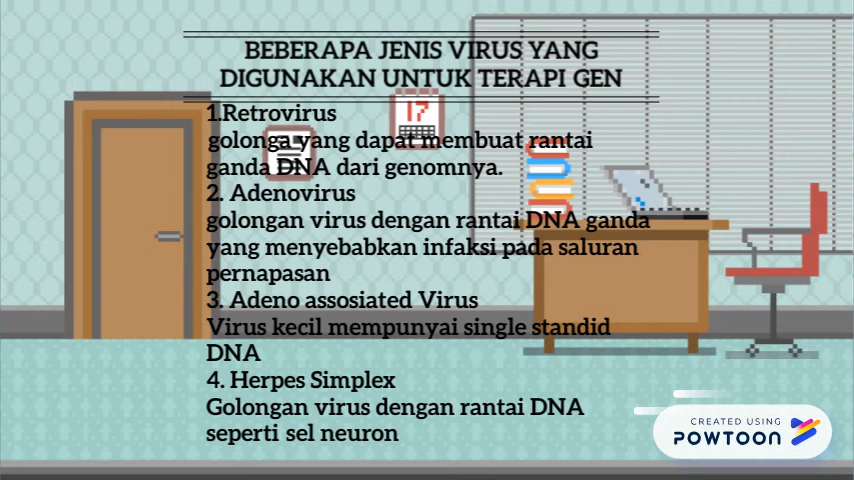 BEBERAPA JENIS VIRUS YANG
DIGUNAKAN UNTUK TERAPI GEN
1.Retrovirus
golonga yang dapat membuat rantai
ganda DNA dari genomnya.
2. Adenovirus
golongan virus dengan rantai DNA ganda
yang menyebabkan infaksi pada saluran
pernapasan
3. Adeno assosiated Virus
Virus kecil mempunyai single standid
DNA
4. Herpes Simplex
Golongan virus dengan rantai DNA
seperti sel neuron
17
CREATED USING
POWTOON